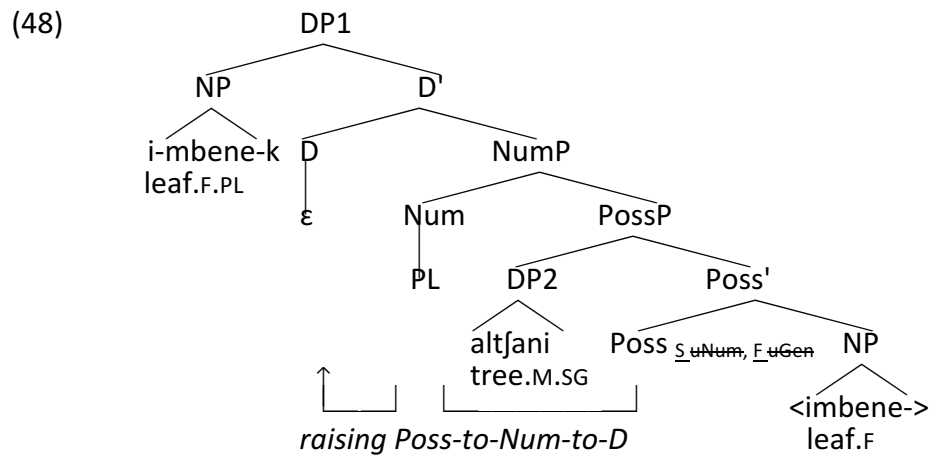 (48) DP1
NP D'
i-mbene-k D NumP
leaf.F.PL
ɛ Num PossP
PL DP2 Poss'
altʃani Poss S uNum, F uGen NP
tree.M.SG
<imbene->
raising Poss-to-Num-to-D leaf.F